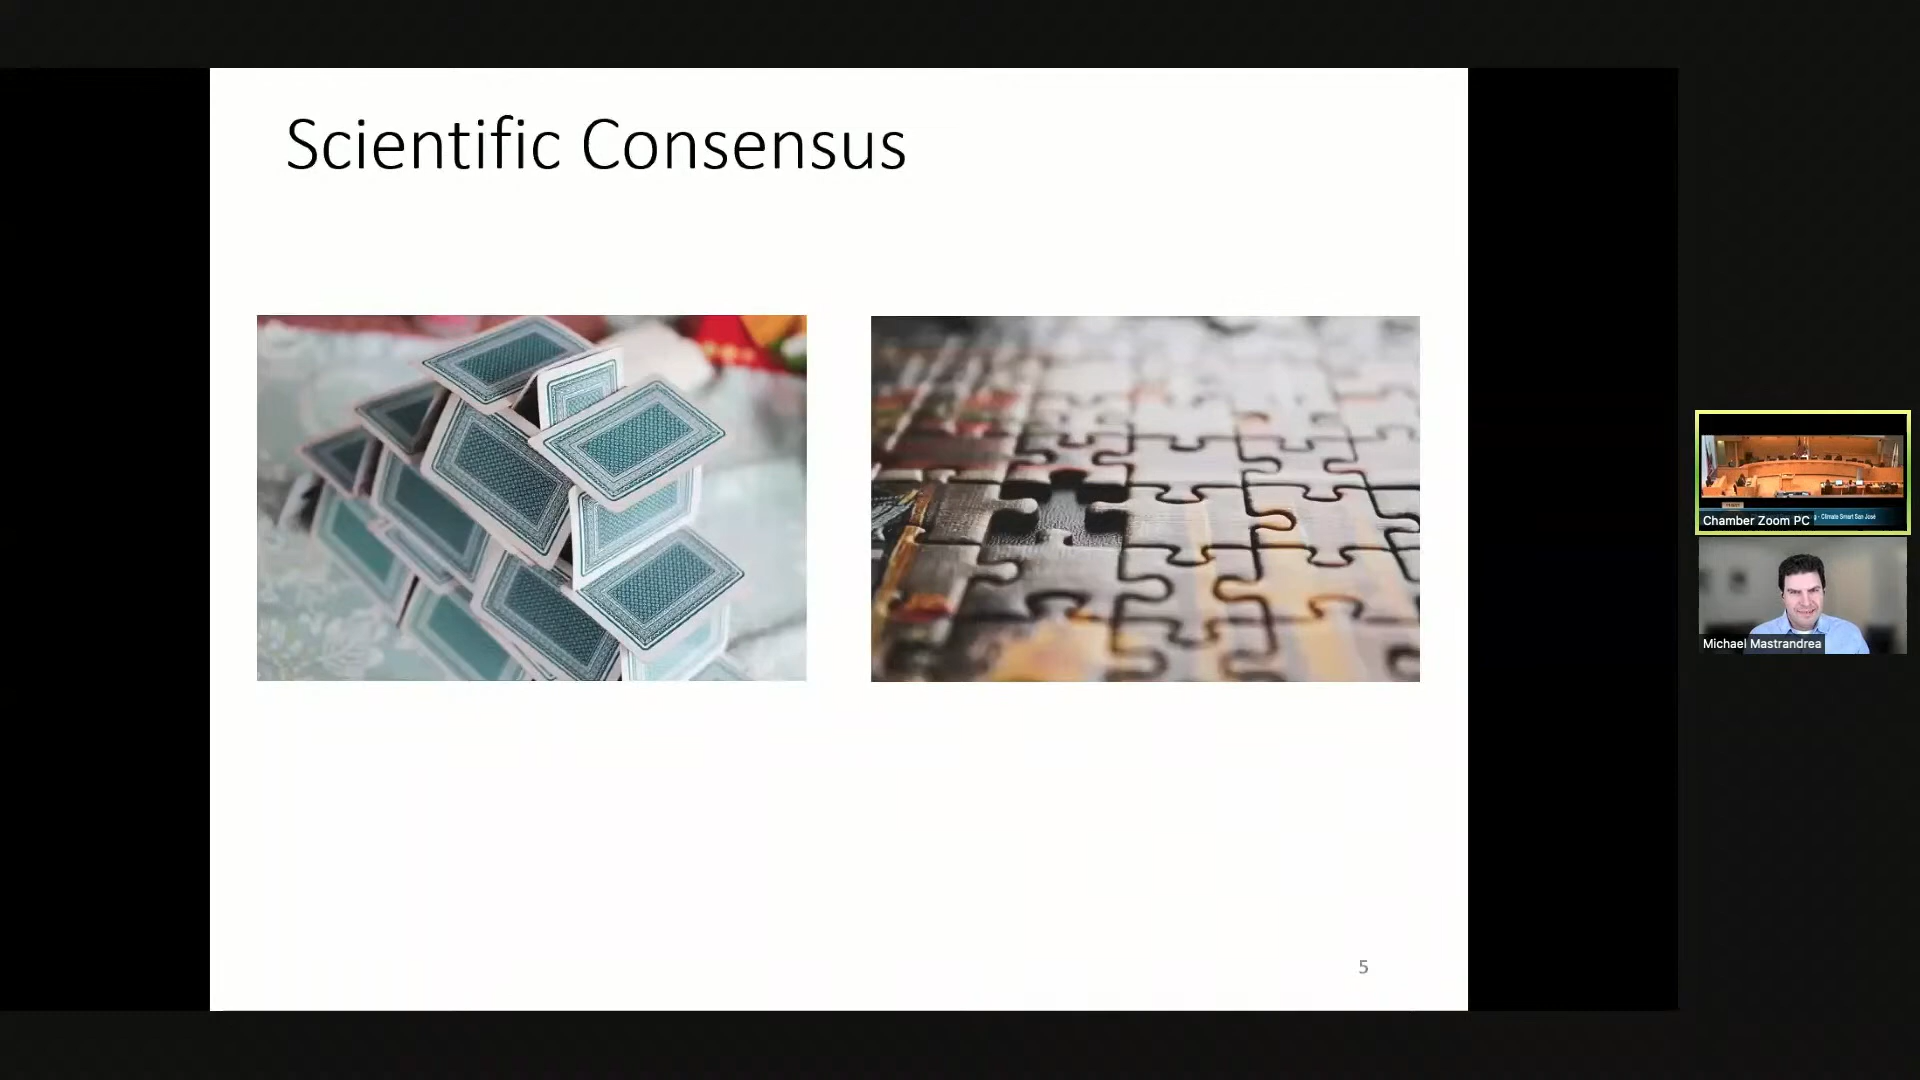 Scientific Consensus
5
Chamber Zoom PC
- Climate Smart San José
Michael Mastrandrea